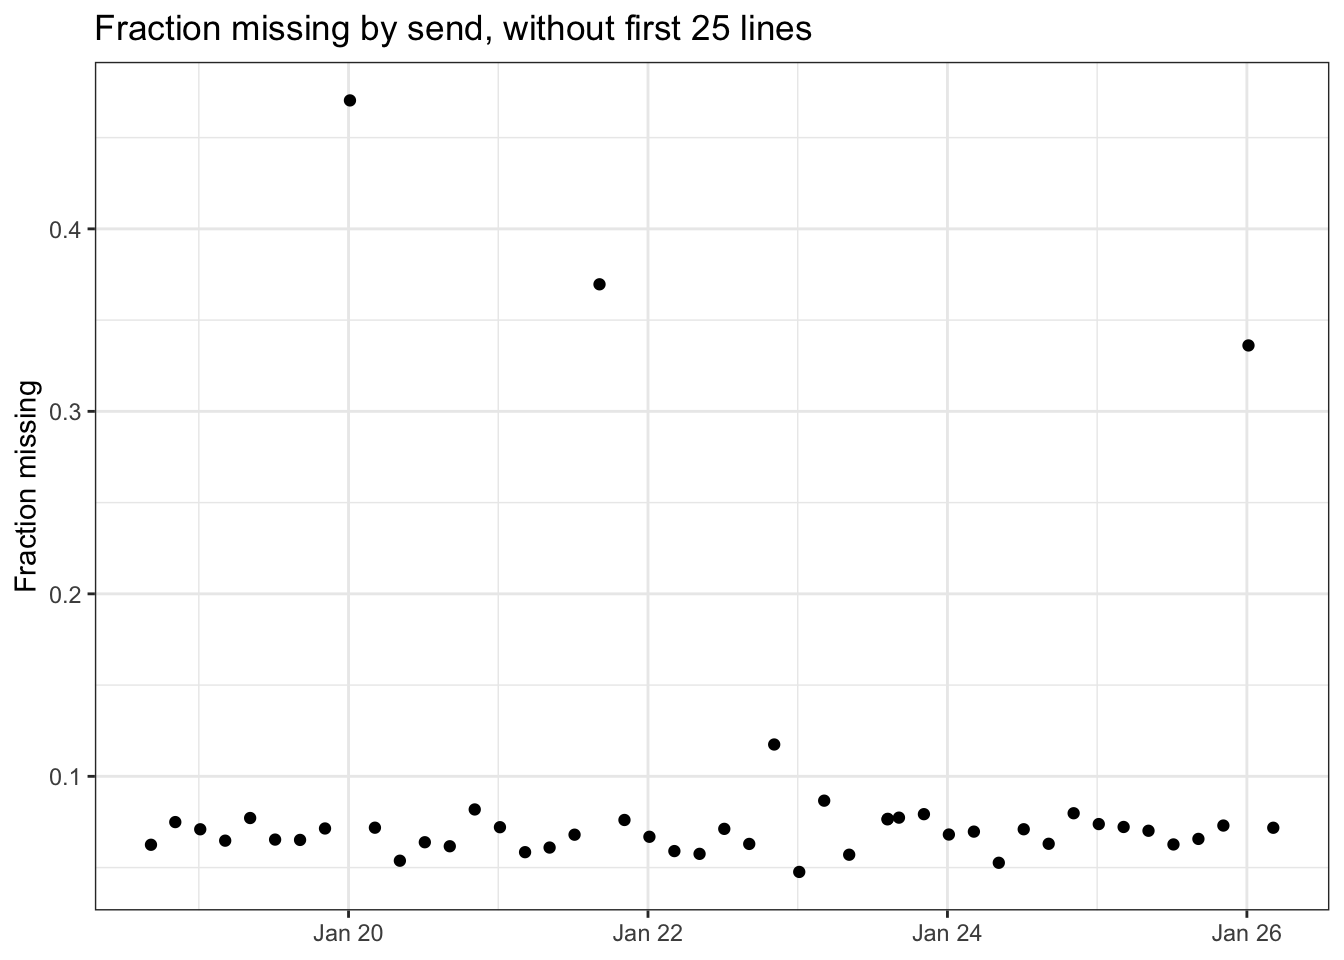 Fraction missing by send, without first 25 lines
Fraction missing
0.4
0.3
0.2
0.1
Jan 20 Jan 22 Jan 24 Jan 26